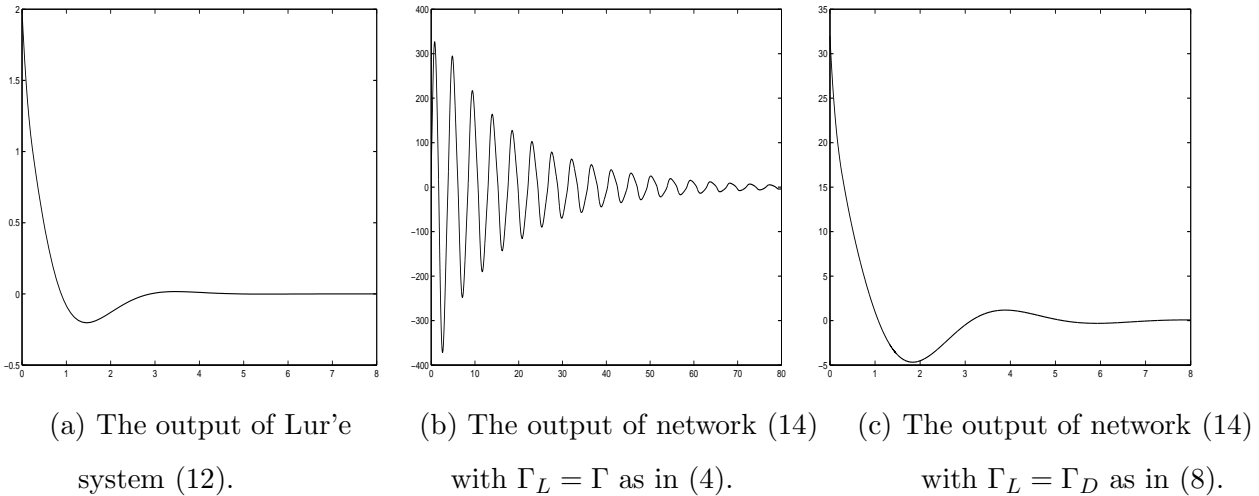 2
1.5
1
0.5
0
−0.5
0 1 2 3 4 5 6 7 8
400
300
200
100
0
−100
−200
−300
−400
0 10 20 30 40 50 60 70 80
35
30
25
20
15
10
5
0
−5
0 1 2 3 4 5 6 7 8
(a) The output of Lur'e
system (12).
(b) The output of network (14)
with Γ_L = Γ as in (4).
(c) The output of network (14)
with Γ_L = Γ_D as in (8).